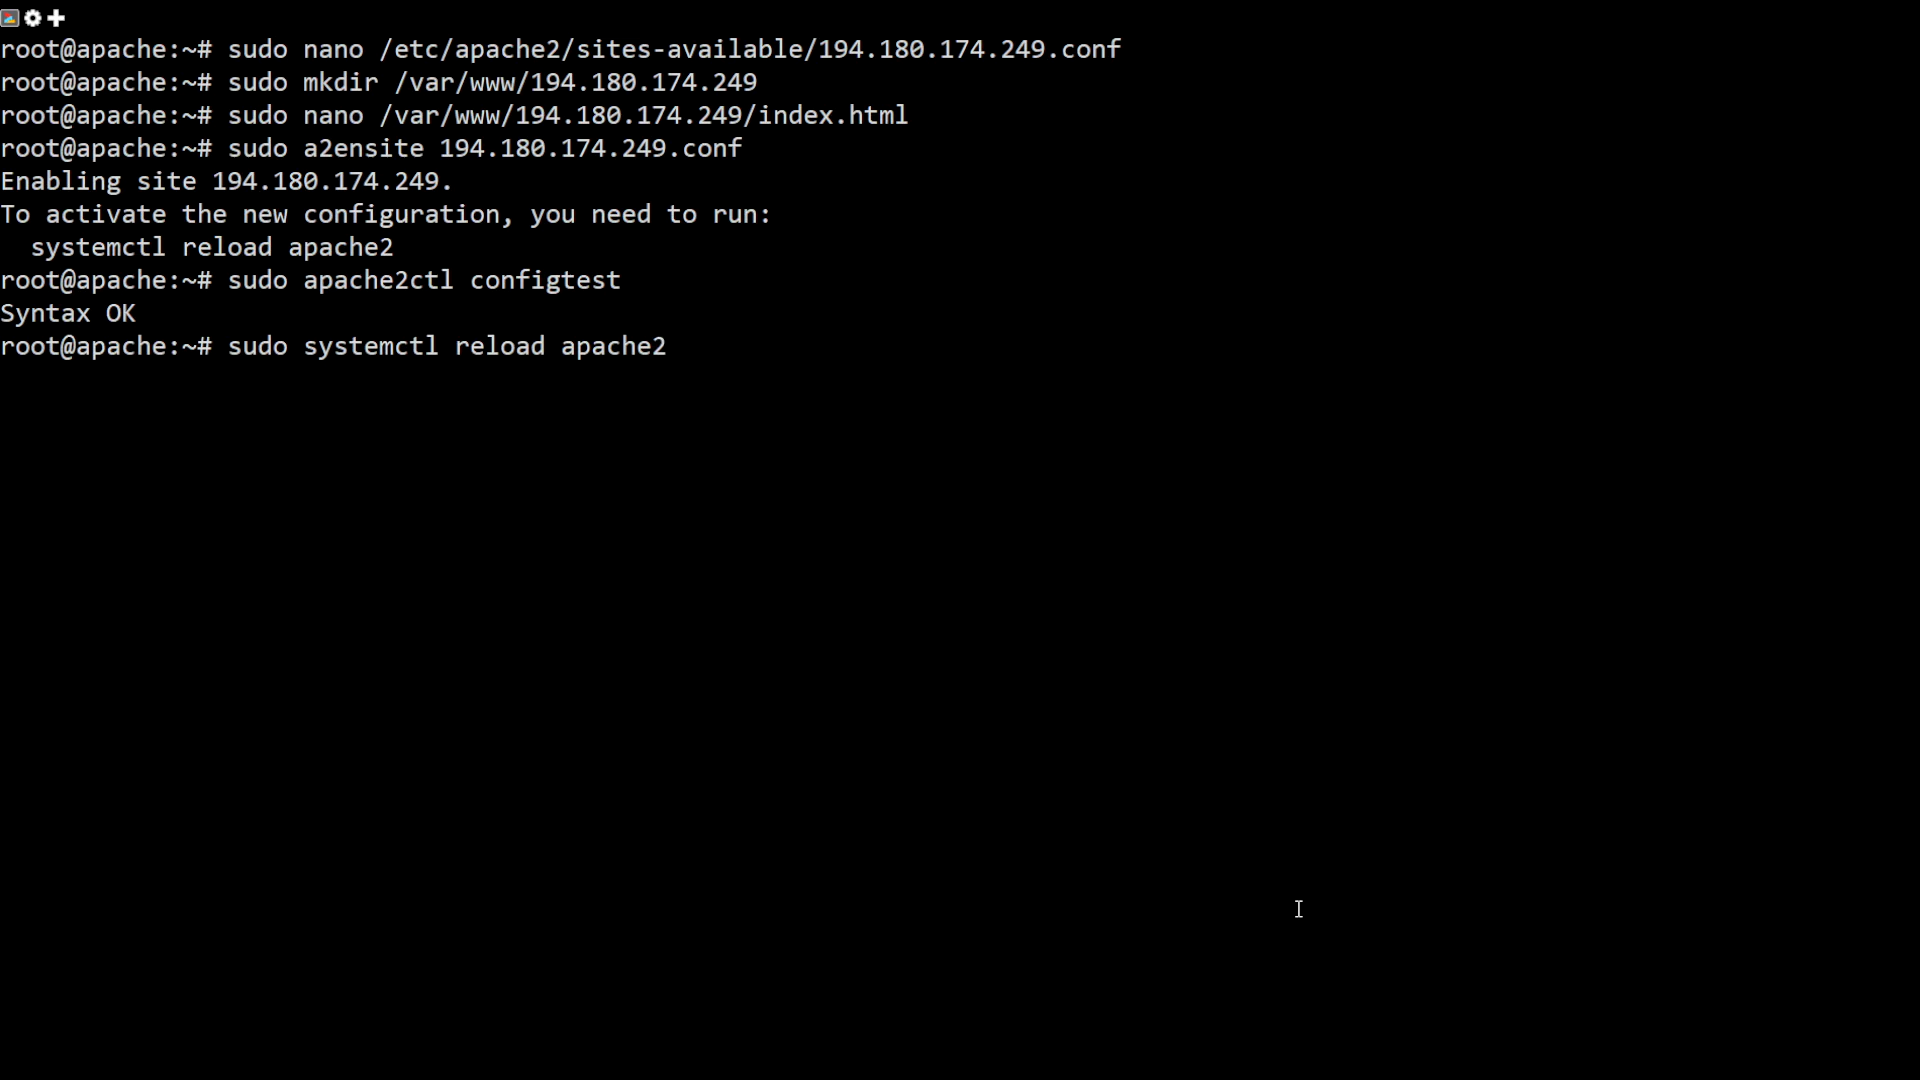 root@apache:~# sudo nano /etc/apache2/sites-available/194.180.174.249.conf
root@apache:~# sudo mkdir /var/www/194.180.174.249
root@apache:~# sudo nano /var/www/194.180.174.249/index.html
root@apache:~# sudo a2ensite 194.180.174.249.conf
Enabling site 194.180.174.249.
To activate the new configuration, you need to run:
  systemctl reload apache2
root@apache:~# sudo apache2ctl configtest
Syntax OK
root@apache:~# sudo systemctl reload apache2